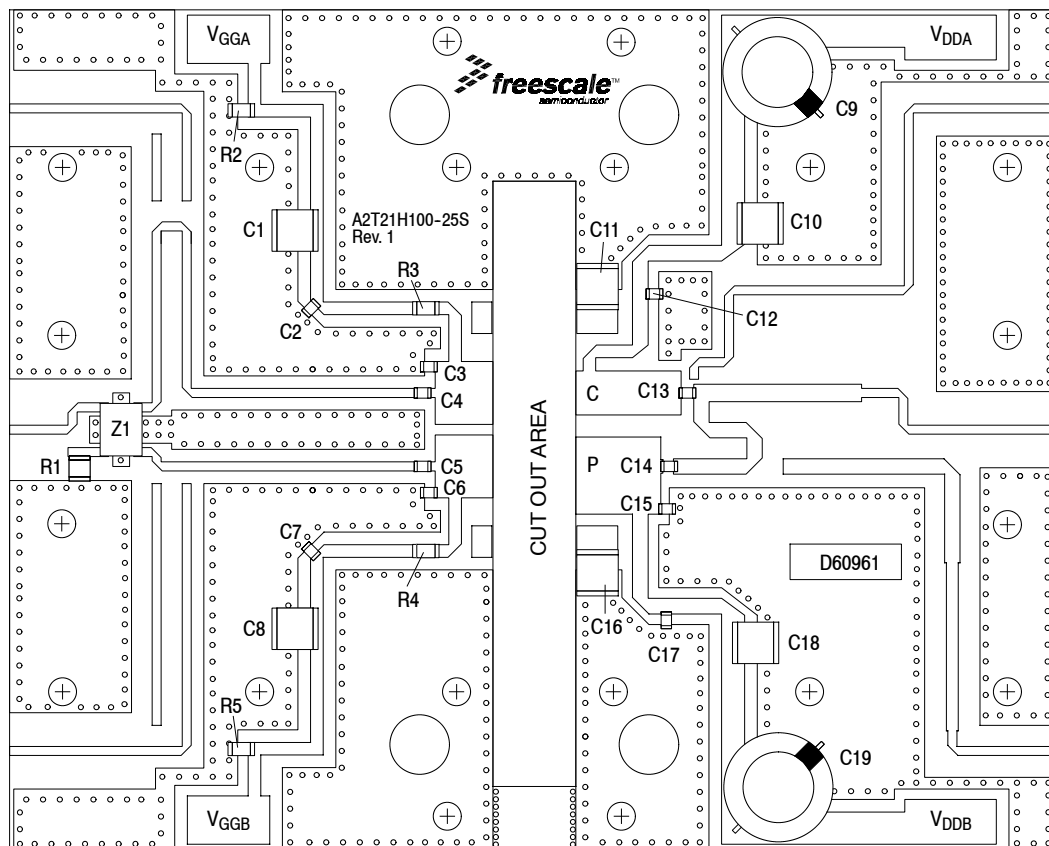 VGGA
VDDA
freescale™
semiconductor
C9
R2
A2T21H100-25S
Rev. 1
C1
C11
C10
R3
C2
C12
C3
C4
C
C13
Z1
R1
C5
P
C14
C6
C15
CUT OUT AREA
C7
D60961
R4
C8
C16
C17
C18
R5
C19
VGGB
VDDB